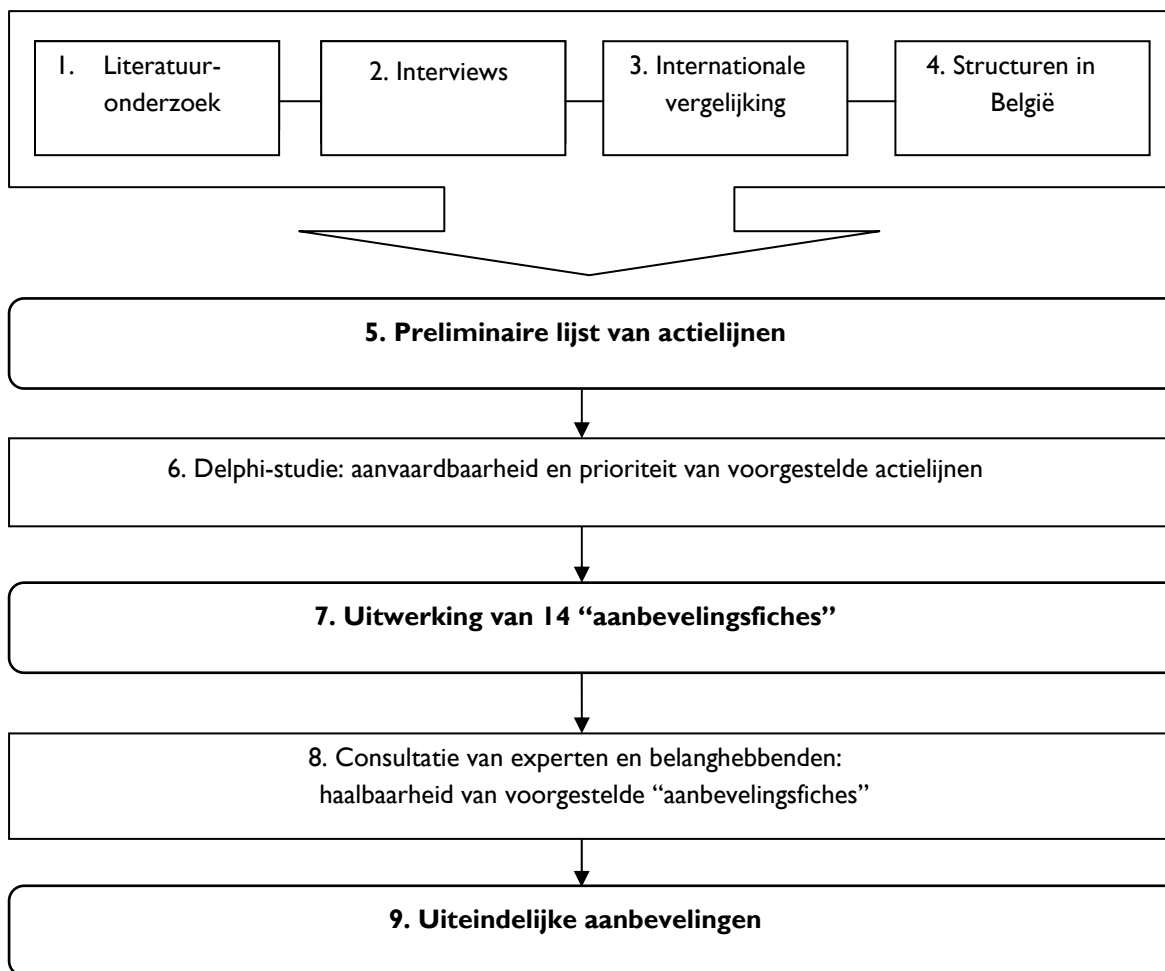 1. Literatuur-
onderzoek
2. Interviews
3. Internationale
vergelijking
4. Structuren in
België
5. Preliminaire lijst van actielijnen
6. Delphi-studie: aanvaardbaarheid en prioriteit van voorgestelde actielijnen
7. Uitwerking van 14 “aanbevelingsfiches”
8. Consultatie van experten en belanghebbenden:
haalbaarheid van voorgestelde “aanbevelingsfiches”
9. Uiteindelijke aanbevelingen